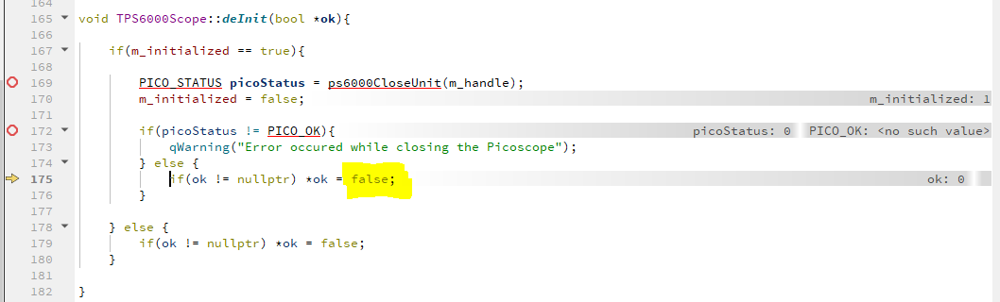 164
165 void TPS6000Scope::deInit(bool *ok){
166
167 if(m_initialized == true){
168
169 PICO_STATUS picoStatus = ps6000CloseUnit(m_handle);
170 m_initialized = false; m_initialized: 1
171
172 if(picoStatus != PICO_OK){ picoStatus: 0 PICO_OK: <no such value>
173 qWarning("Error occured while closing the Picoscope");
174 } else {
175 if(ok != nullptr) *ok = false; ok: 0
176 }
177
178 } else {
179 if(ok != nullptr) *ok = false;
180 }
181
182 }